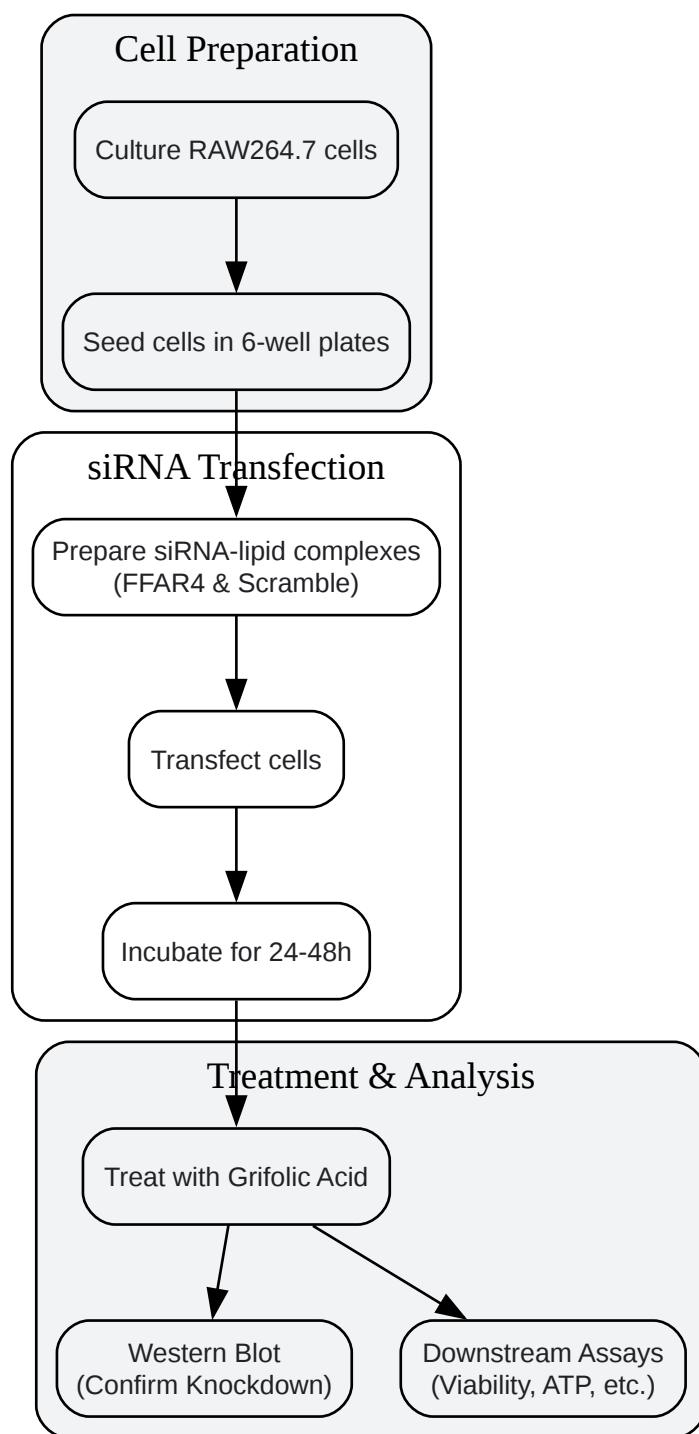 Cell Preparation
Culture RAW264.7 cells
Seed cells in 6-well plates
siRNA Transfection
Prepare siRNA-lipid complexes
(FFAR4 & Scramble)
Transfect cells
Incubate for 24-48h
Treatment & Analysis
Treat with Grifolic Acid
Western Blot
(Confirm Knockdown)
Downstream Assays
(Viability, ATP, etc.)